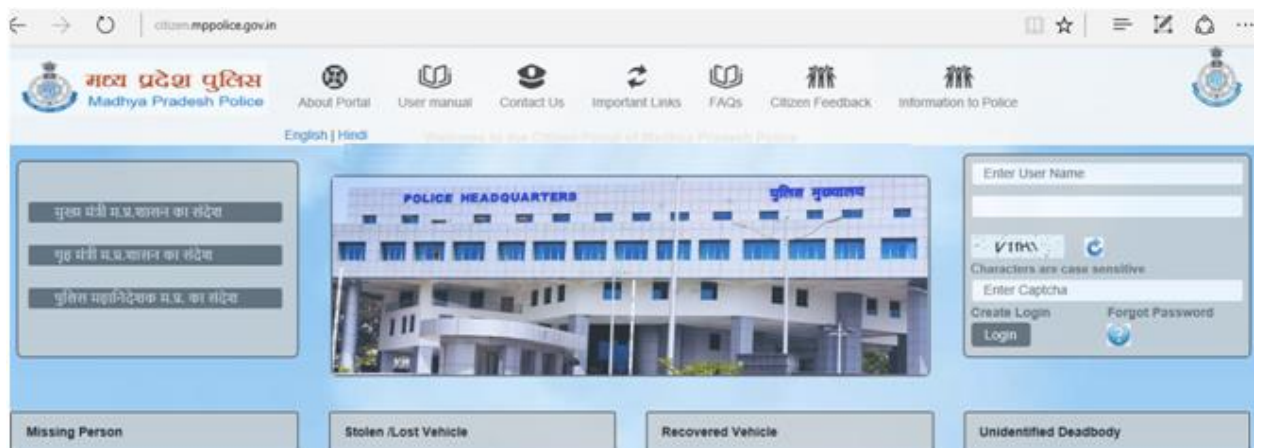 citizen.mppolice.gov.in
मध्य प्रदेश पुलिस
Madhya Pradesh Police
About Portal
User manual
Contact Us
Important Links
FAQs
Citizen Feedback
Information to Police
English | Hindi
Welcome to the Citizen Portal of Madhya Pradesh Police
मुख्य मंत्री म.प्र.शासन का संदेश
गृह मंत्री म.प्र.शासन का संदेश
पुलिस महानिदेशक म.प्र. का संदेश
POLICE HEADQUARTERS
पुलिस मुख्यालय
Enter User Name
Characters are case sensitive
Enter Captcha
Create Login Forgot Password
Login
Missing Person
Stolen /Lost Vehicle
Recovered Vehicle
Unidentified Deadbody